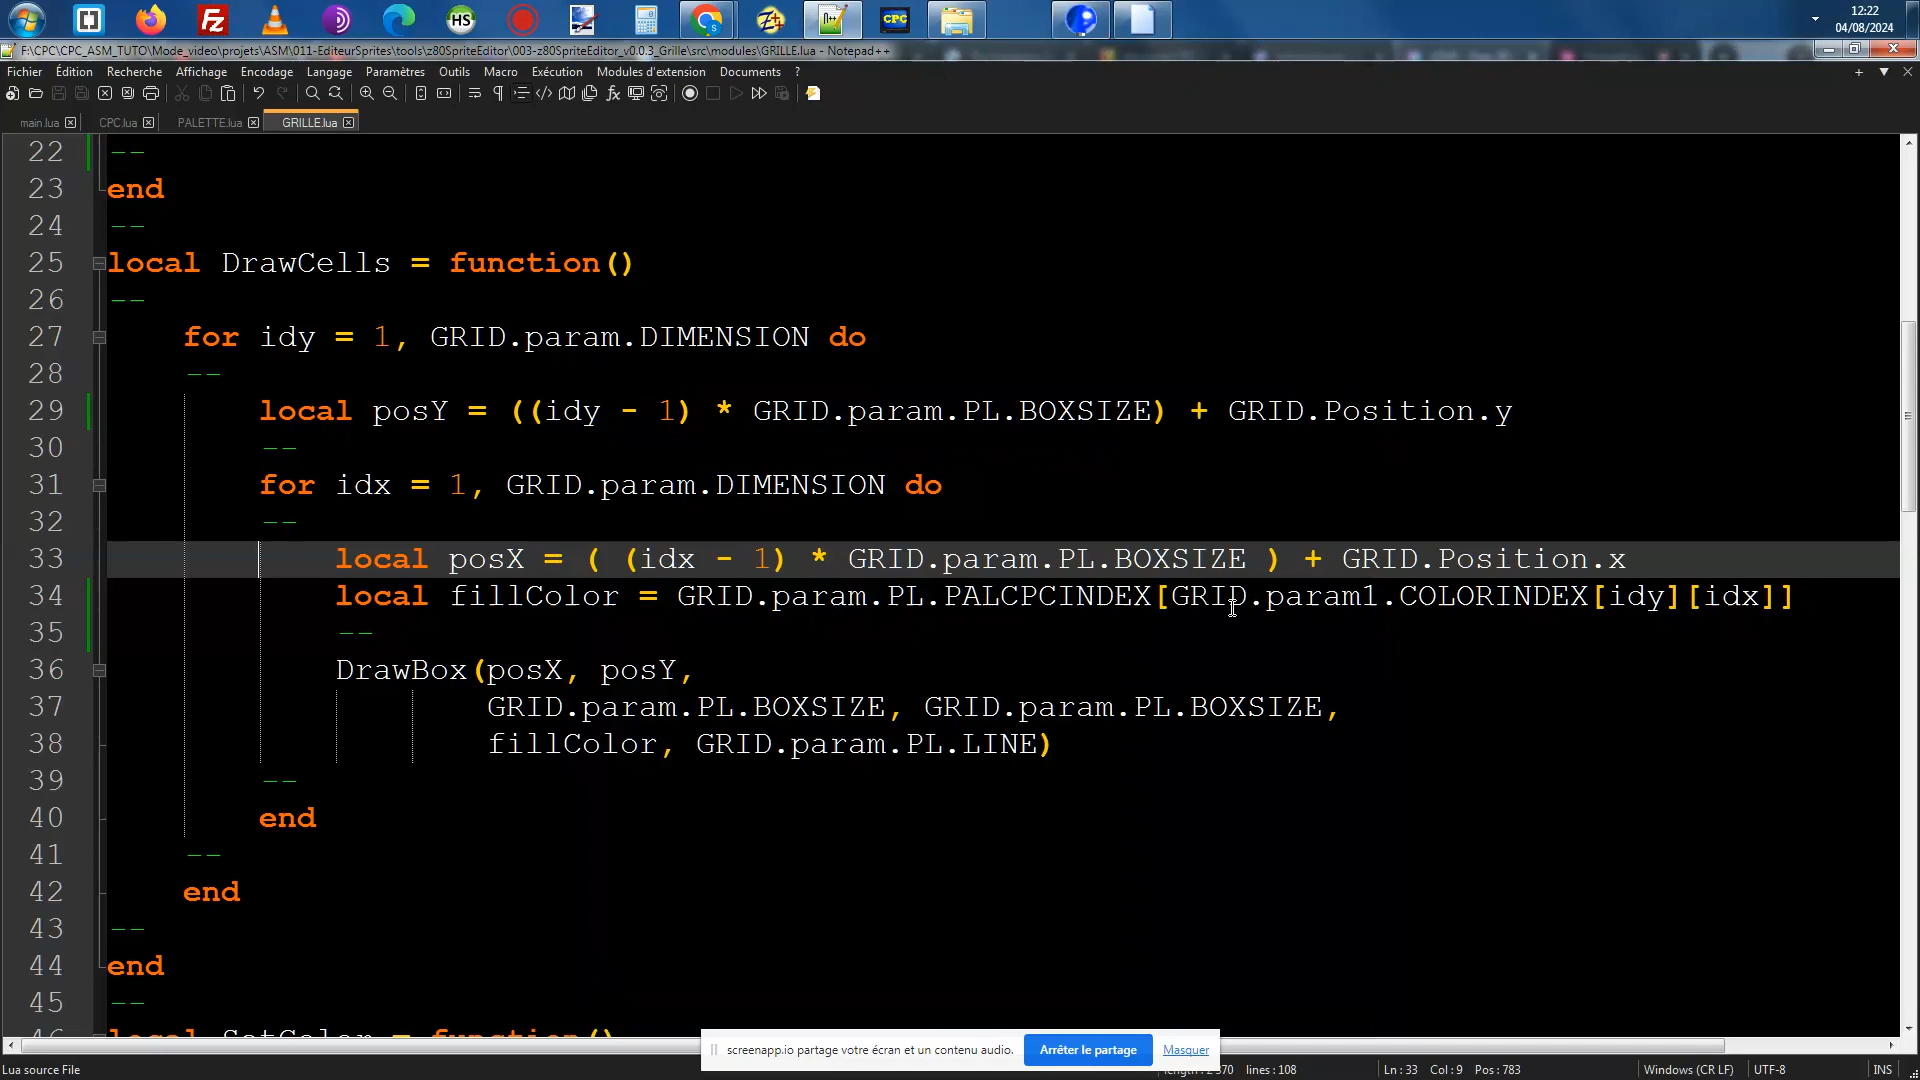 12:22
04/08/2024
F:\CPC\CPC_ASM_TUTO\Mode_video\projets\ASM\011-EditeurSprites\tools\z80SpriteEditor\003-z80SpriteEditor_v0.0.3_Grille\src\modules\GRILLE.lua - Notepad++
Fichier Édition Recherche Affichage Encodage Langage Paramètres Outils Macro Exécution Modules d'extension Documents ?
main.lua CPC.lua PALETTE.lua GRILLE.lua
22 --
23 end
24 --
25 local DrawCells = function()
26 --
27 for idy = 1, GRID.param.DIMENSION do
28 --
29 local posY = ((idy - 1) * GRID.param.PL.BOXSIZE) + GRID.Position.y
30 --
31 for idx = 1, GRID.param.DIMENSION do
32 --
33 local posX = ( (idx - 1) * GRID.param.PL.BOXSIZE ) + GRID.Position.x
34 local fillColor = GRID.param.PL.PALCPCINDEX[GRID.param1.COLORINDEX[idy][idx]]
35 --
36 DrawBox(posX, posY,
37 GRID.param.PL.BOXSIZE, GRID.param.PL.BOXSIZE,
38 fillColor, GRID.param.PL.LINE)
39 --
40 end
41 --
42 end
43 --
44 end
45 --
screenapp.io partage votre écran et un contenu audio. Arrêter le partage Masquer
Lua source File lines : 108 Ln : 33 Col : 9 Pos : 783 Windows (CR LF) UTF-8 INS